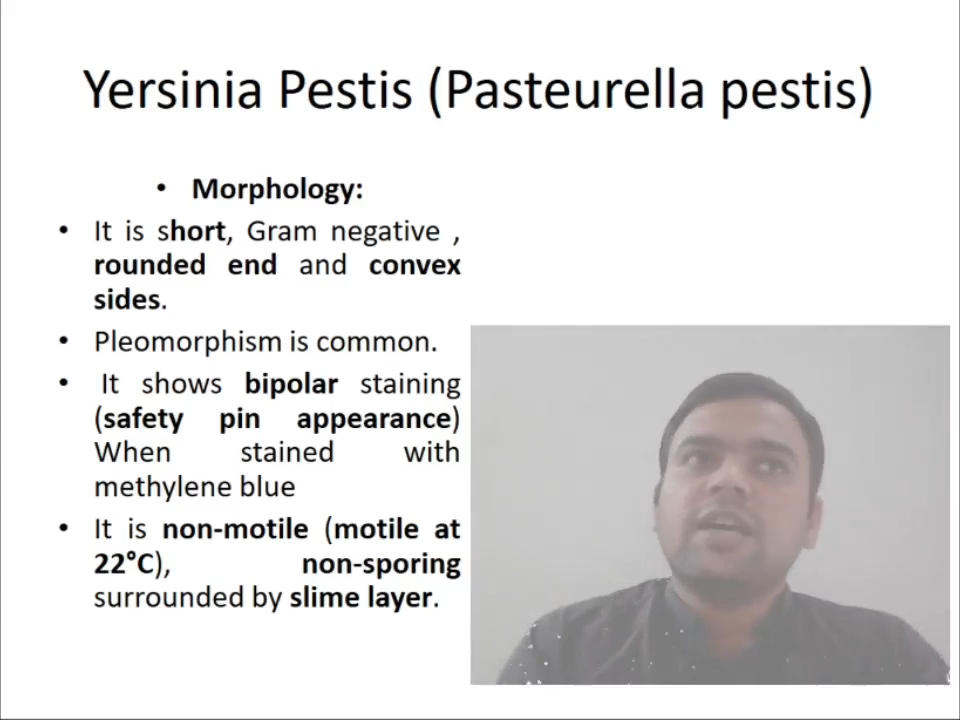 Yersinia Pestis (Pasteurella pestis)
• Morphology:
• It is short, Gram negative ,
rounded end and convex
sides.
• Pleomorphism is common.
• It shows bipolar staining
(safety pin appearance)
When stained with
methylene blue
• It is non-motile (motile at
22°C), non-sporing
surrounded by slime layer.